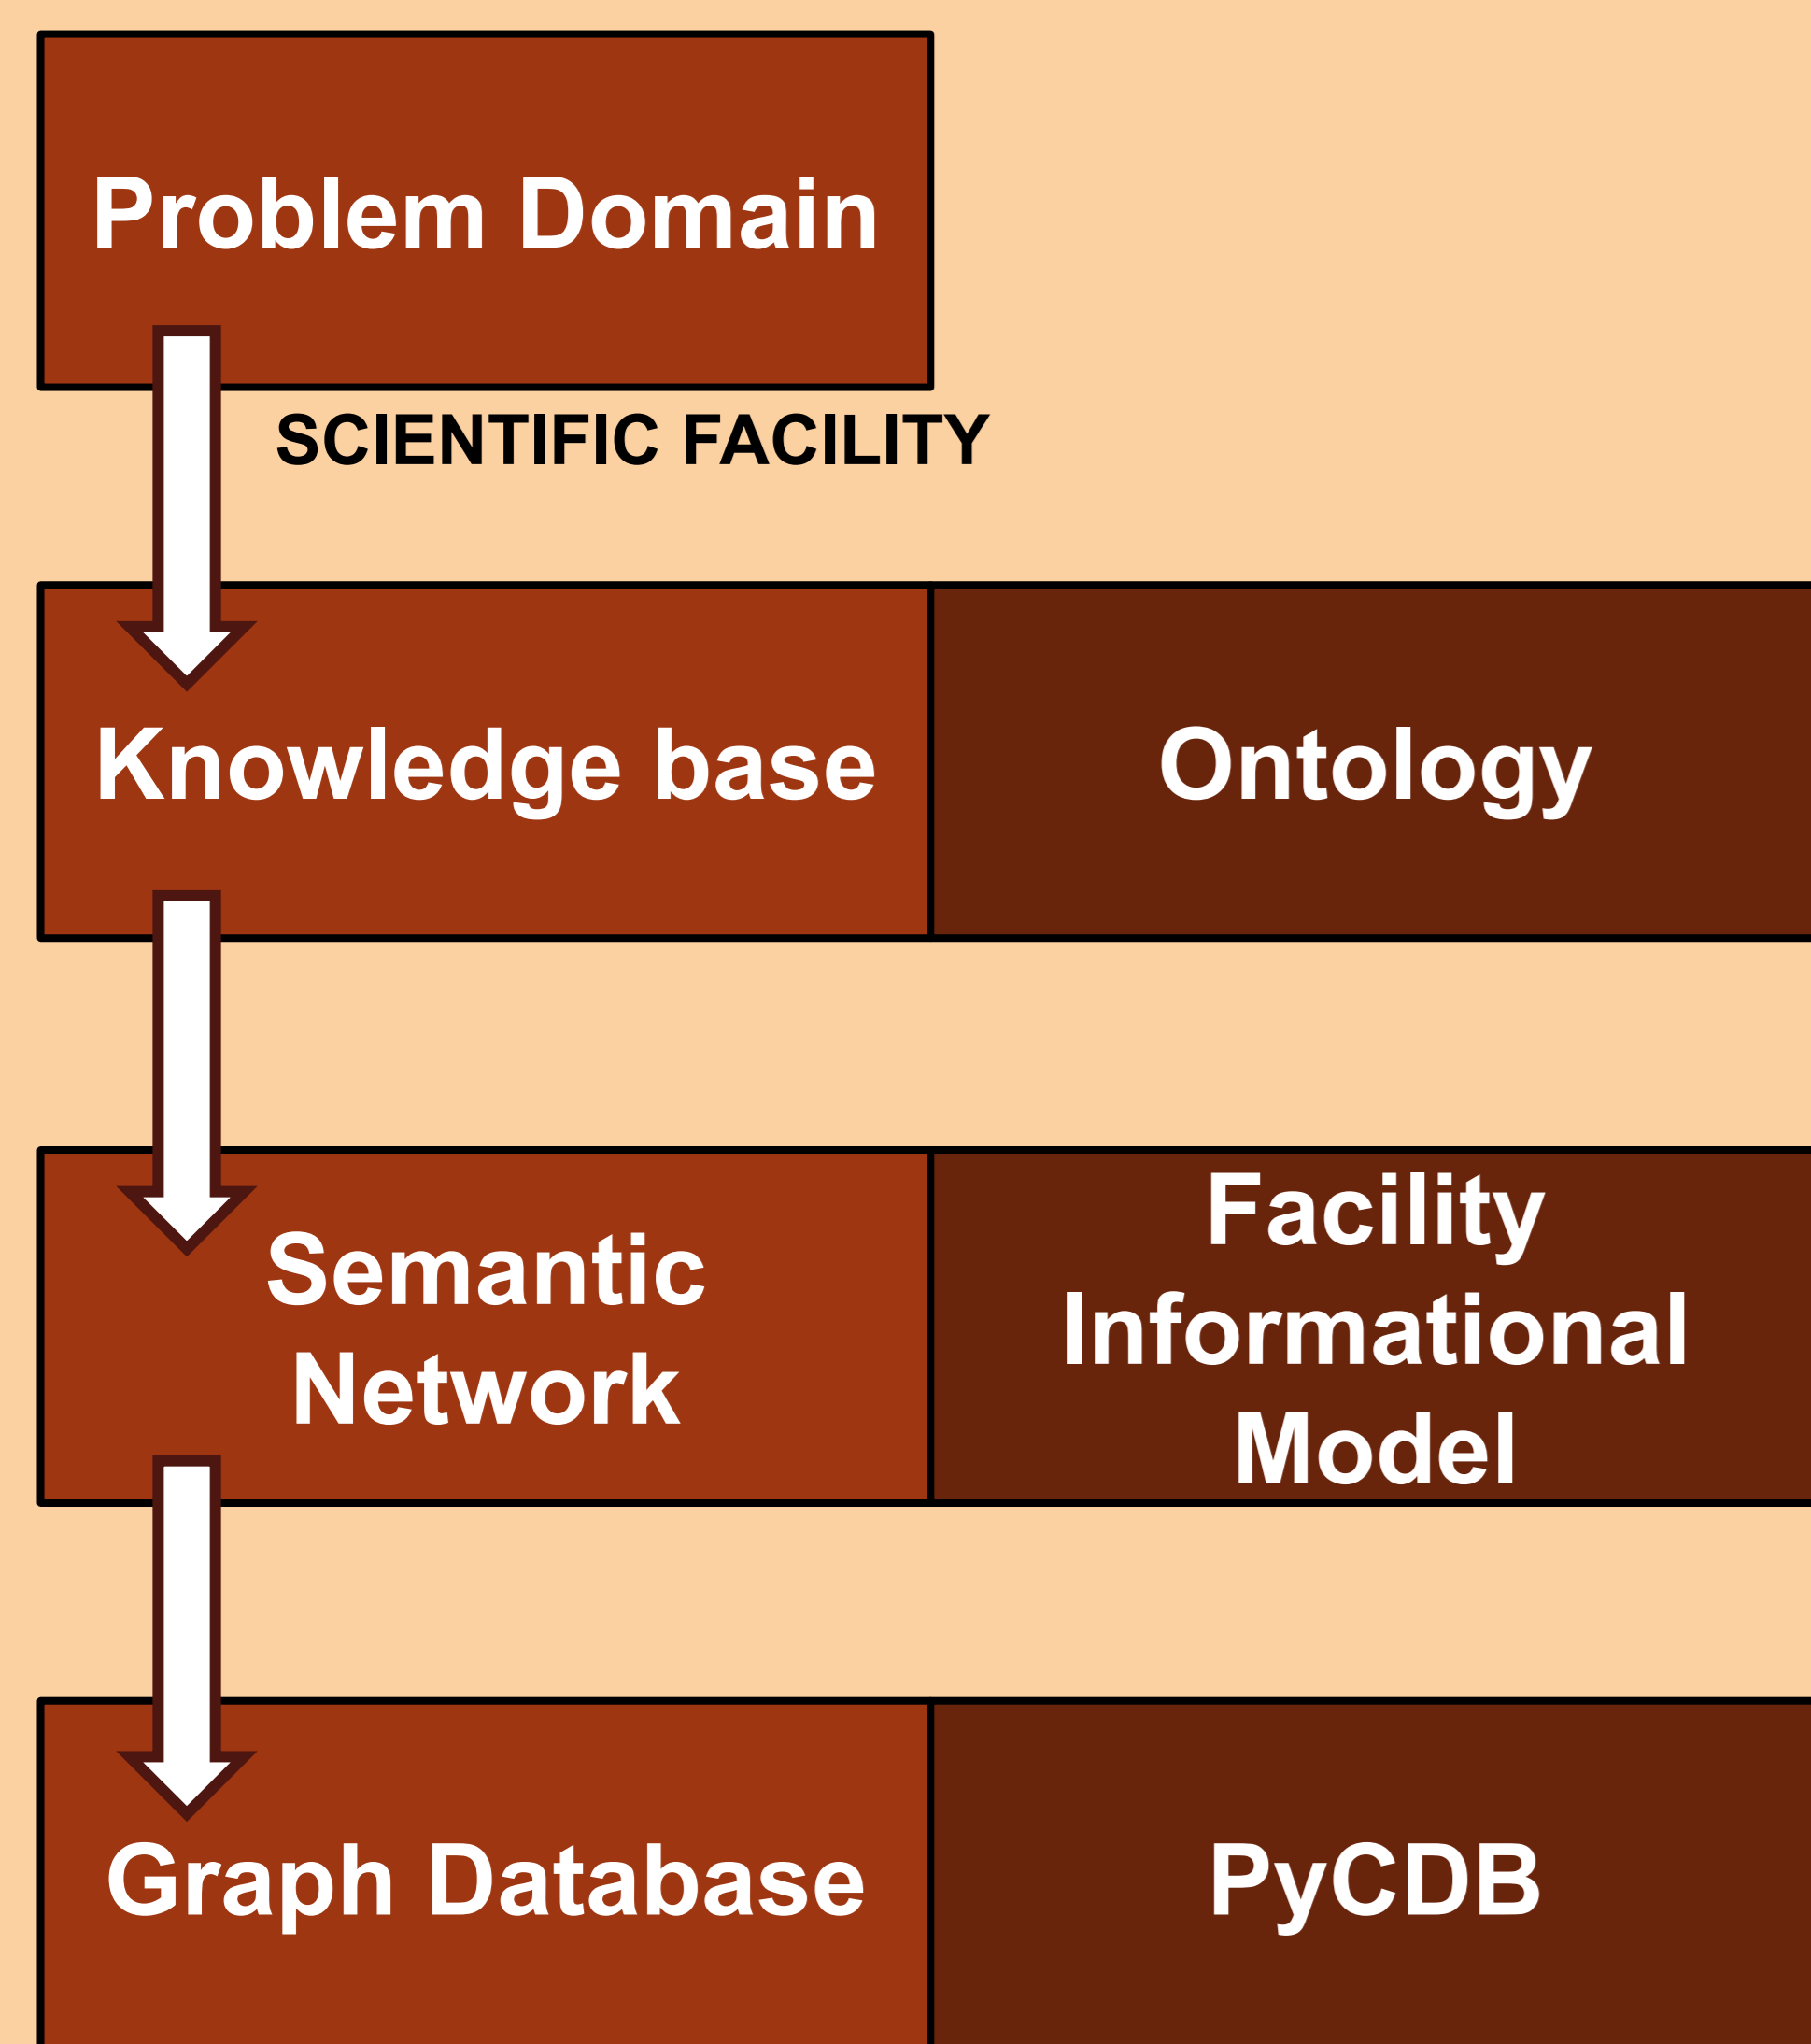 Problem Domain
SCIENTIFIC FACILITY
Knowledge base
Ontology
Semantic
Network
Facility
Informational
Model
Graph Database
PyCDB